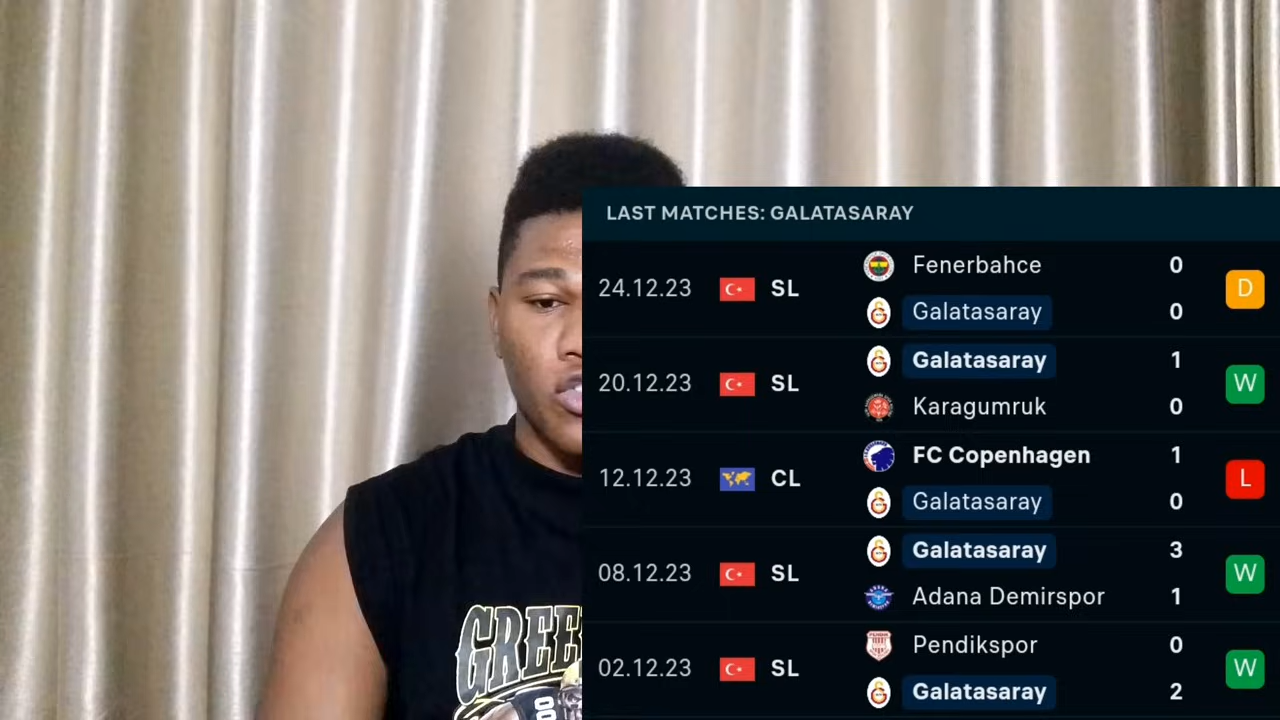 LAST MATCHES: GALATASARAY
Fenerbahce 0
24.12.23 SL D
Galatasaray 0
Galatasaray 1
20.12.23 SL W
Karagumruk 0
FC Copenhagen 1
12.12.23 CL L
Galatasaray 0
Galatasaray 3
08.12.23 SL W
Adana Demirspor 1
Pendikspor 0
02.12.23 SL W
Galatasaray 2
GREE
00